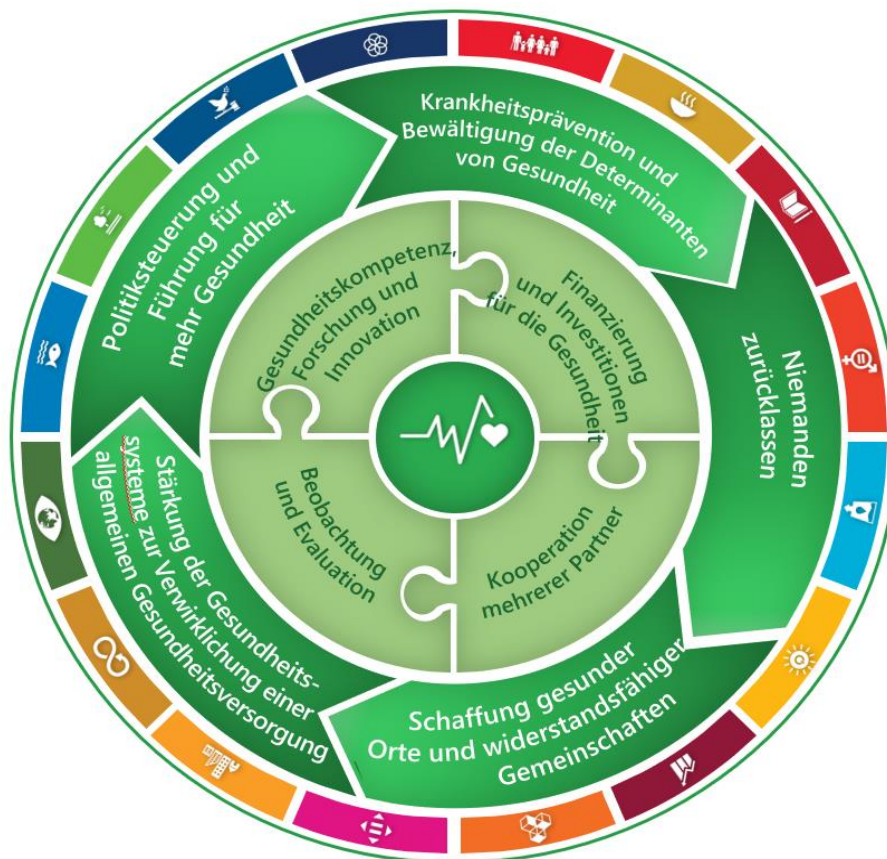 Krankheitsprävention und
Bewältigung der Determinanten
von Gesundheit
Niemanden
zurücklassen
Schaffung gesunder
Orte und widerstandsfähiger
Gemeinschaften
Stärkung der Gesundheits-
systeme zur Verwirklichung einer
allgemeinen Gesundheitsversorgung
Politiksteuerung und
Führung für
mehr Gesundheit
Gesundheitskompetenz,
Forschung und
Innovation
Finanzierung
und Investitionen
für die Gesundheit
Kooperation
mehrerer Partner
Beobachtung
und Evaluation